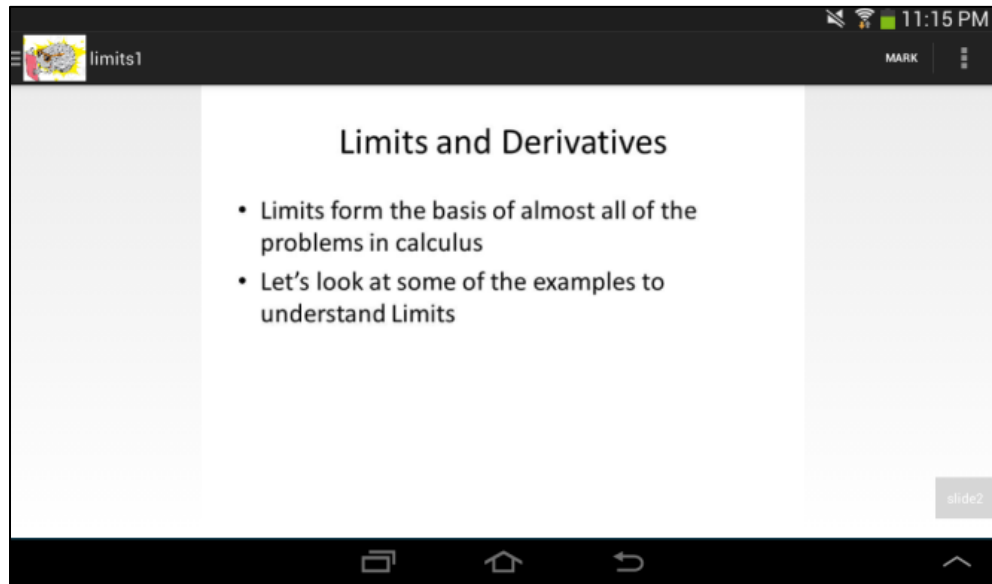 11:15 PM
limits1
MARK
Limits and Derivatives
• Limits form the basis of almost all of the
problems in calculus
• Let's look at some of the examples to
understand Limits
slide2